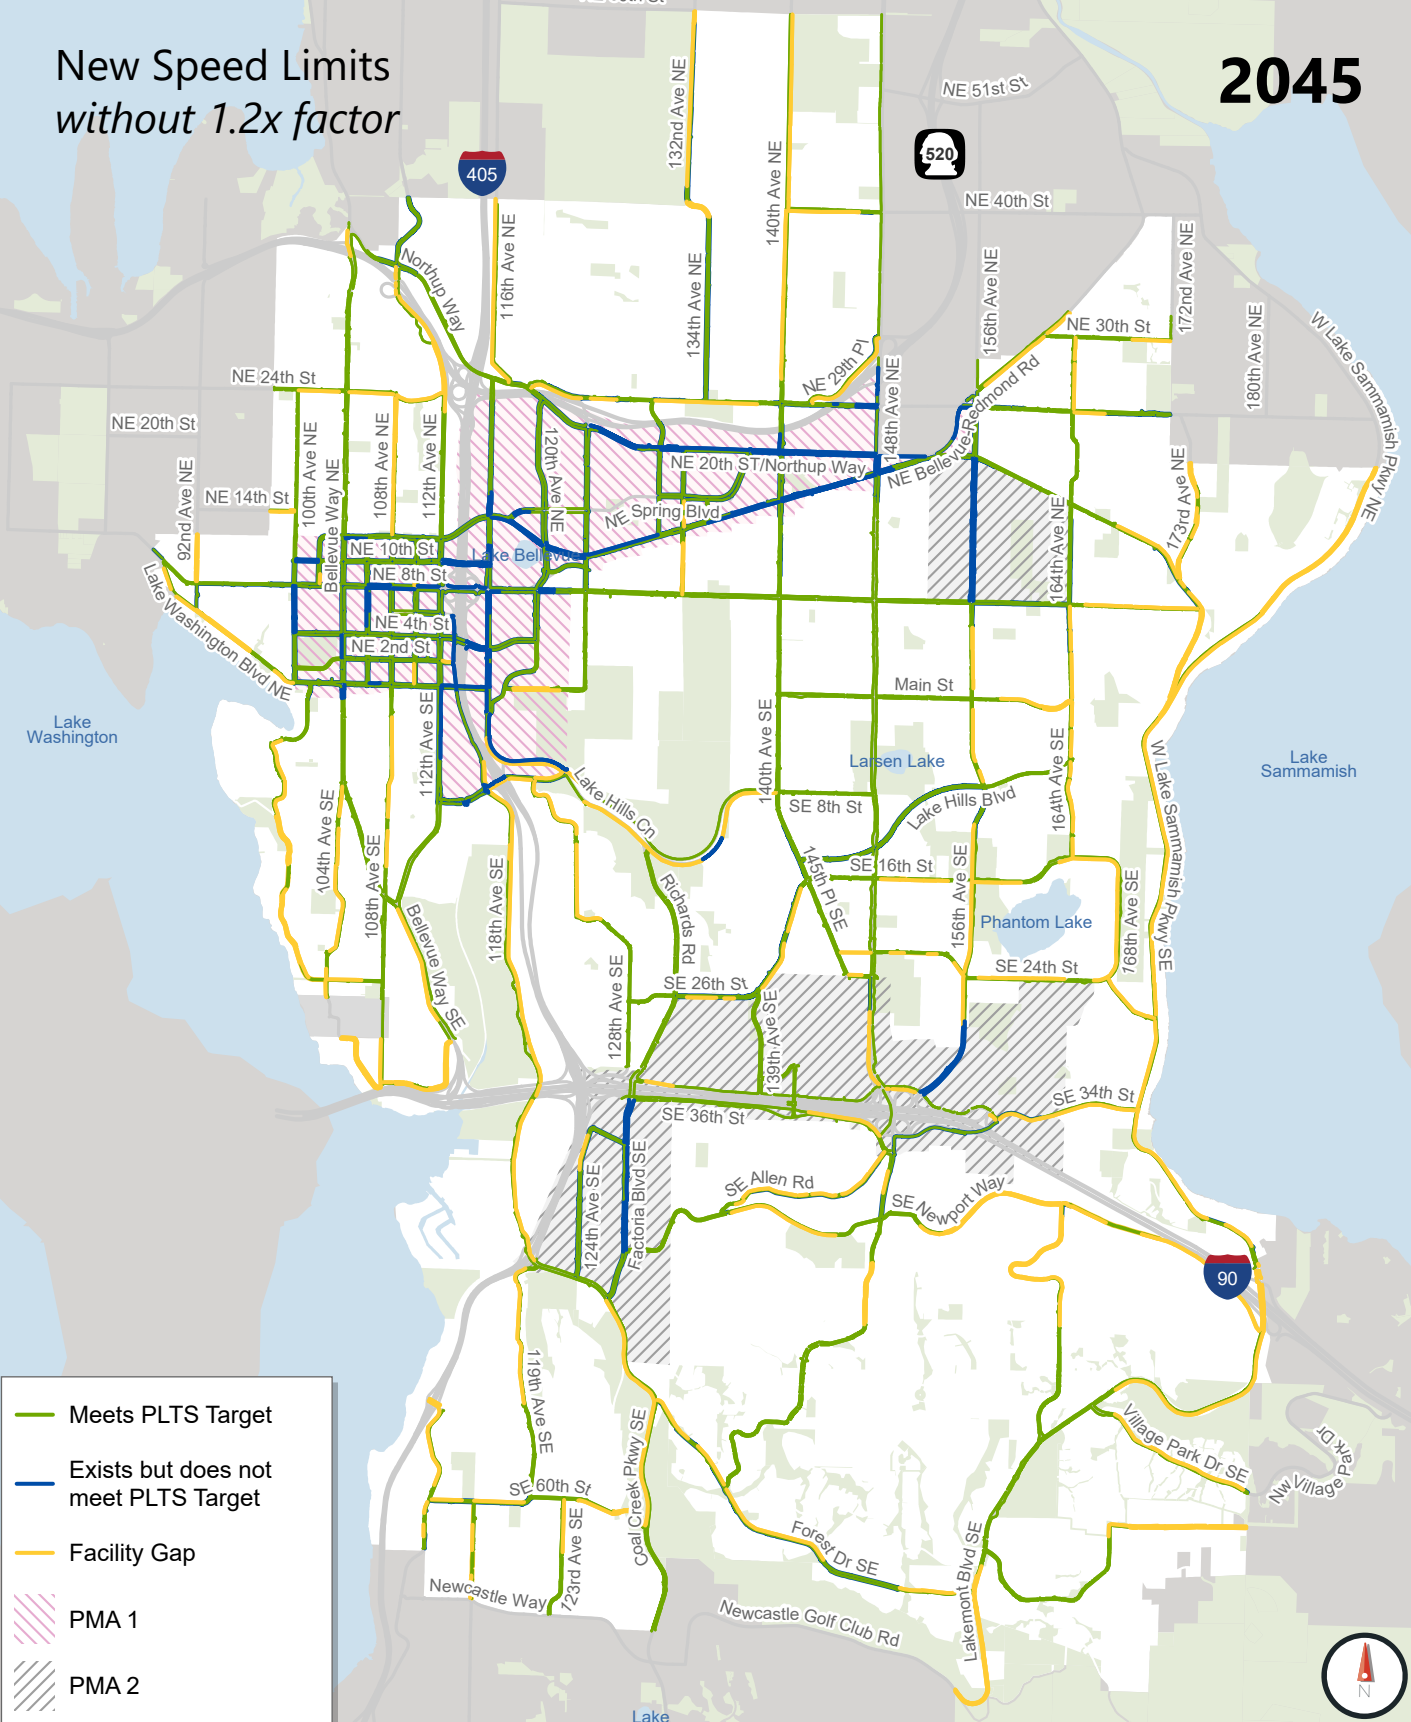 New Speed Limits
without 1.2x factor
2045
405
520
90
NE 51st St
NE 40th St
132nd Ave NE
140th Ave NE
116th Ave NE
Northup Way
134th Ave NE
NE 29th Pl
148th Ave NE
156th Ave NE
NE 30th St
172nd Ave NE
180th Ave NE
W Lake Sammamish Pkwy NE
NE Bellevue-Redmond Rd
NE 24th St
NE 20th St
92nd Ave NE
NE 14th St
100th Ave NE
Bellevue Way NE
108th Ave NE
112th Ave NE
120th Ave NE
NE 20th ST/Northup Way
NE Spring Blvd
Lake Bellevue
NE 10th St
NE 8th St
NE 4th St
NE 2nd St
164th Ave NE
173rd Ave NE
Lake Washington Blvd NE
Lake
Washington
Main St
112th Ave SE
140th Ave SE
Larsen Lake
164th Ave SE
W Lake Sammamish Pkwy SE
Lake
Sammamish
Lake Hills Cn
SE 8th St
Lake Hills Blvd
104th Ave SE
108th Ave SE
118th Ave SE
Richards Rd
145th Pl SE
SE 16th St
156th Ave SE
Phantom Lake
168th Ave SE
Bellevue Way SE
128th Ave SE
SE 26th St
139th Ave SE
SE 24th St
SE 36th St
SE 34th St
124th Ave SE
Factoria Blvd SE
SE Allen Rd
SE Newport Way
119th Ave SE
SE 60th St
Coal Creek Pkwy SE
123rd Ave SE
Newcastle Way
Forest Dr SE
Newcastle Golf Club Rd
Lakemont Blvd SE
Village Park Dr SE
NW Village Park Dr
Lake
Meets PLTS Target
Exists but does not
meet PLTS Target
Facility Gap
PMA 1
PMA 2
N